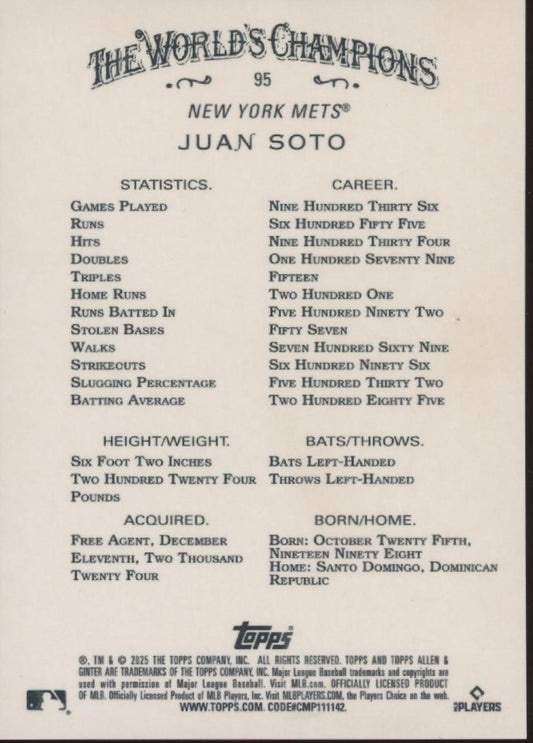 THE WORLD'S CHAMPIONS
95
NEW YORK METS®
JUAN SOTO
STATISTICS. CAREER.
GAMES PLAYED NINE HUNDRED THIRTY SIX
RUNS SIX HUNDRED FIFTY FIVE
HITS NINE HUNDRED THIRTY FOUR
DOUBLES ONE HUNDRED SEVENTY NINE
TRIPLES FIFTEEN
HOME RUNS TWO HUNDRED ONE
RUNS BATTED IN FIVE HUNDRED NINETY TWO
STOLEN BASES FIFTY SEVEN
WALKS SEVEN HUNDRED SIXTY NINE
STRIKEOUTS SIX HUNDRED NINETY SIX
SLUGGING PERCENTAGE FIVE HUNDRED THIRTY TWO
BATTING AVERAGE TWO HUNDRED EIGHTY FIVE
HEIGHT/WEIGHT. BATS/THROWS.
SIX FOOT TWO INCHES BATS LEFT-HANDED
TWO HUNDRED TWENTY FOUR THROWS LEFT-HANDED
POUNDS
ACQUIRED. BORN/HOME.
FREE AGENT, DECEMBER BORN: OCTOBER TWENTY FIFTH,
ELEVENTH, TWO THOUSAND NINETEEN NINETY EIGHT
TWENTY FOUR HOME: SANTO DOMINGO, DOMINICAN
REPUBLIC
Topps
®, TM & © 2025 THE TOPPS COMPANY, INC. ALL RIGHTS RESERVED. TOPPS AND TOPPS ALLEN &
GINTER ARE TRADEMARKS OF THE TOPPS COMPANY, INC. Major League Baseball trademarks and copyrights are
used with permission of Major League Baseball. Visit MLB.com. OFFICIALLY LICENSED PRODUCT
OF MLB. Officially Licensed Product of MLB Players, Inc. Visit MLBPLAYERS.COM, the Players Choice on the web.
WWW.TOPPS.COM. CODE#CMP111142.
MLB PLAYERS